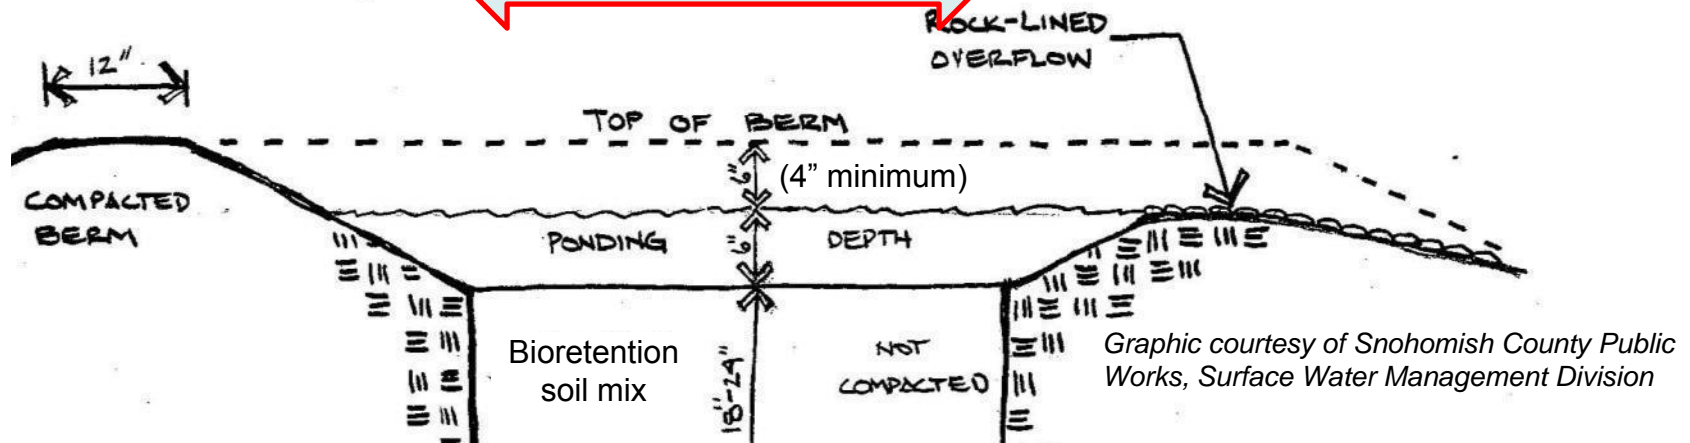 ROCK-LINED
OVERFLOW
12"
TOP OF BERM
6"
(4” minimum)
COMPACTED
BERM
PONDING
6"
DEPTH
Bioretention
soil mix
18"-24"
NOT
COMPACTED
Graphic courtesy of Snohomish County Public
Works, Surface Water Management Division